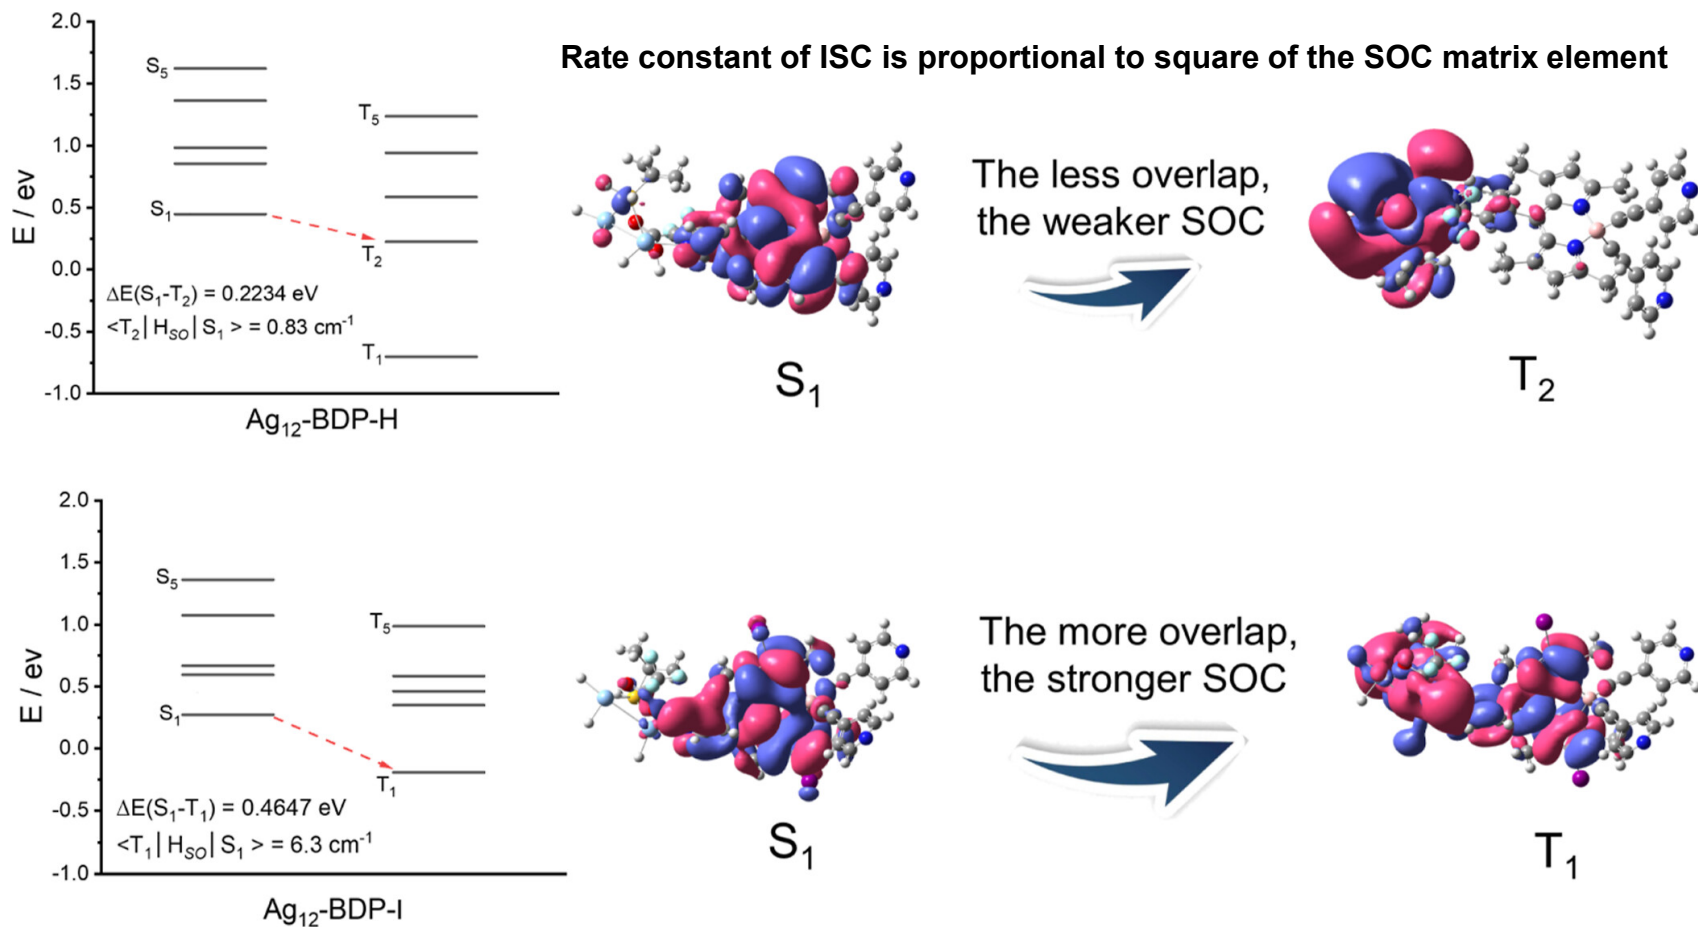 Rate constant of ISC is proportional to square of the SOC matrix element
2.0
1.5
1.0
0.5
0.0
-0.5
-1.0
E / ev
S5
S1
T5
T2
T1
ΔE(S1-T2) = 0.2234 eV
<T2| HSO| S1 > = 0.83 cm-1
Ag12-BDP-H
The less overlap,
the weaker SOC
S1
T2
2.0
1.5
1.0
0.5
0.0
-0.5
-1.0
E / ev
S5
S1
T5
T1
ΔE(S1-T1) = 0.4647 eV
<T1| HSO| S1 > = 6.3 cm-1
Ag12-BDP-I
The more overlap,
the stronger SOC
S1
T1